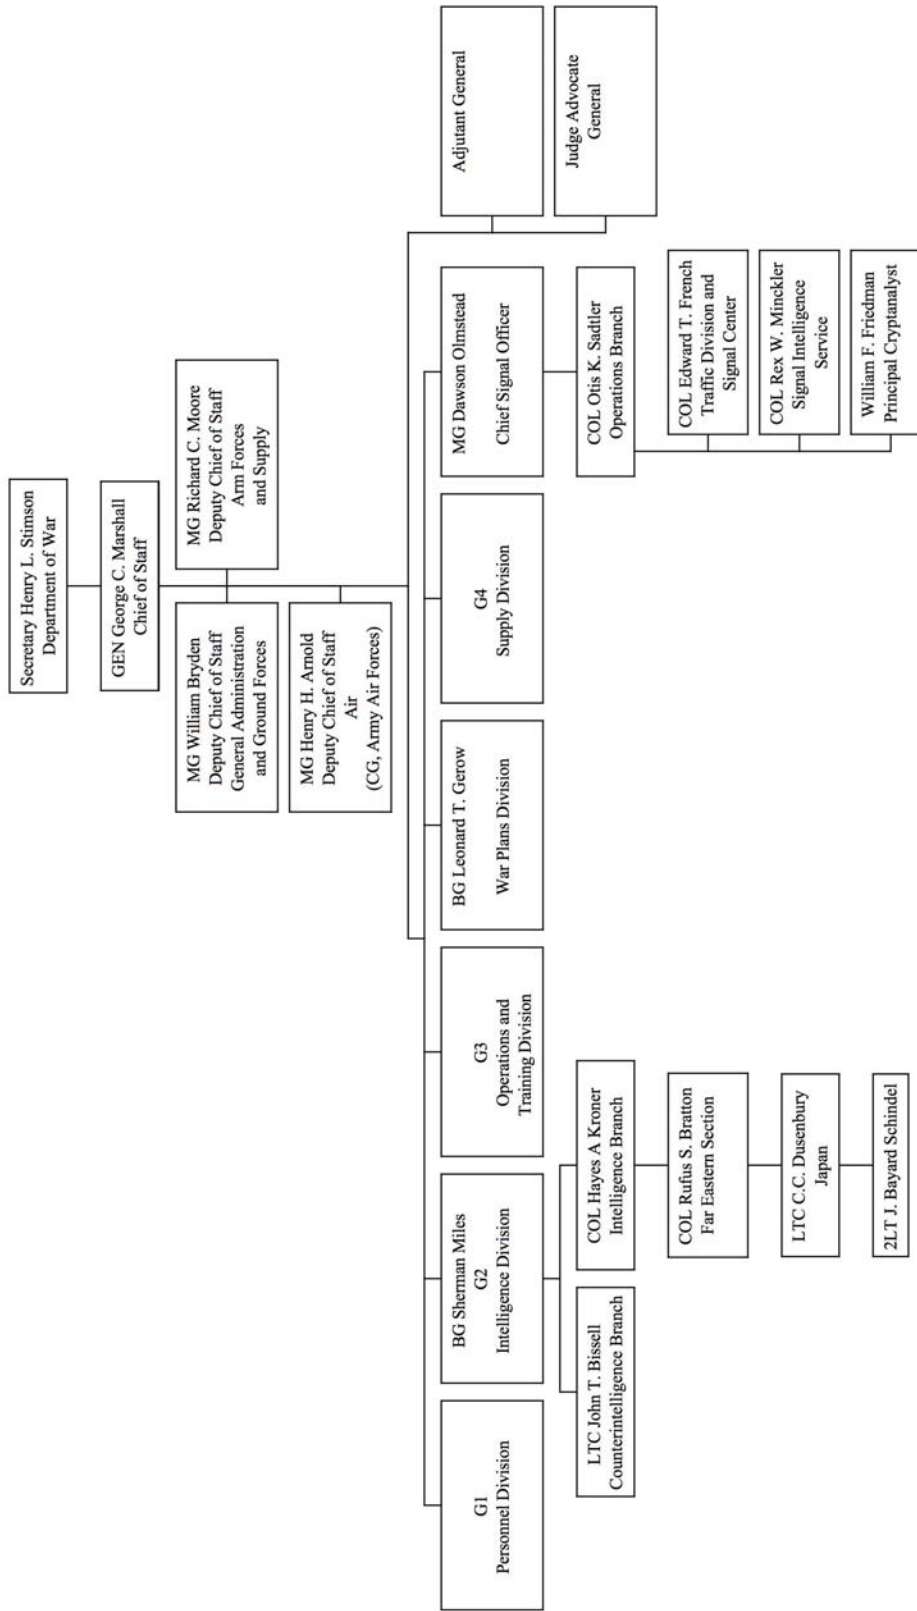 Secretary Henry L. Stimson
Department of War
GEN George C. Marshall
Chief of Staff
MG William Bryden
Deputy Chief of Staff
General Administration
and Ground Forces
MG Richard C. Moore
Deputy Chief of Staff
Arm Forces
and Supply
MG Henry H. Arnold
Deputy Chief of Staff
Air
(CG, Army Air Forces)
G1
Personnel Division
BG Sherman Miles
G2
Intelligence Division
G3
Operations and
Training Division
BG Leonard T. Gerow
War Plans Division
G4
Supply Division
MG Dawson Olmstead
Chief Signal Officer
Adjutant General
Judge Advocate
General
LTC John T. Bissell
Counterintelligence Branch
COL Hayes A Kroner
Intelligence Branch
COL Rufus S. Bratton
Far Eastern Section
LTC C.C. Dusenbury
Japan
2LT J. Bayard Schindel
COL Otis K. Sadtler
Operations Branch
COL Edward T. French
Traffic Division and
Signal Center
COL Rex W. Minckler
Signal Intelligence
Service
William F. Friedman
Principal Cryptanalyst